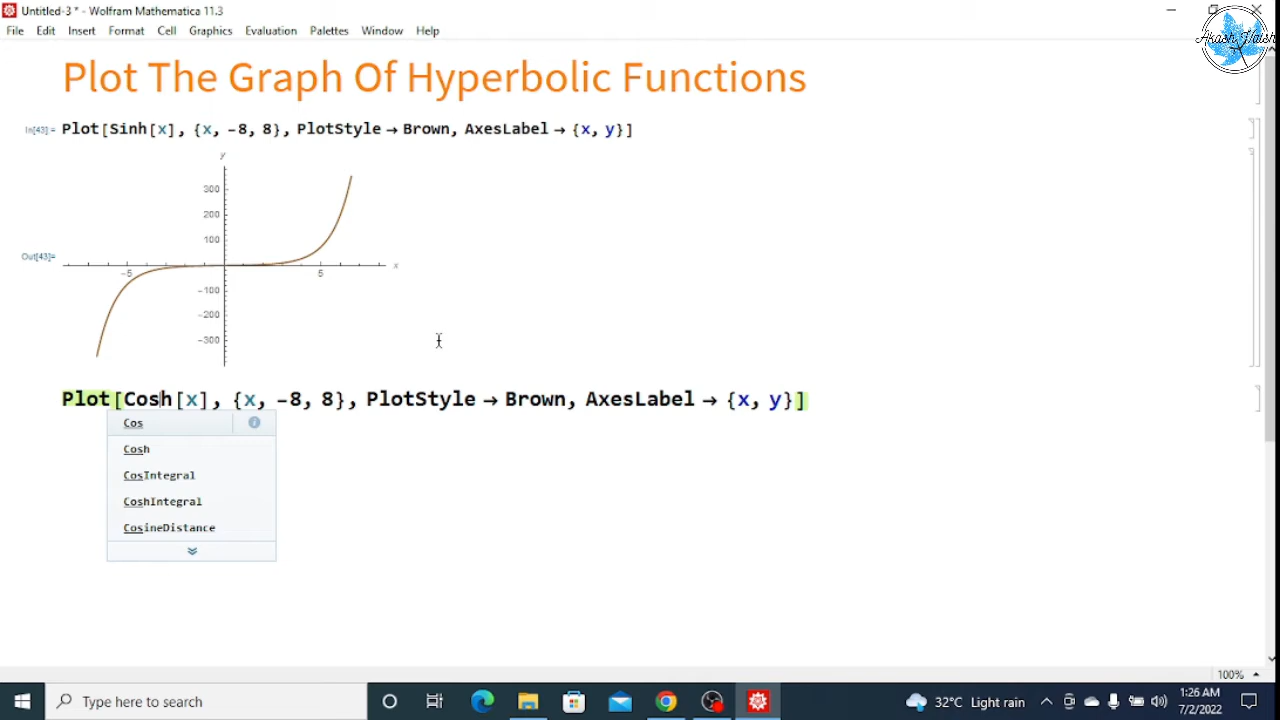 Untitled-3 * - Wolfram Mathematica 11.3
File Edit Insert Format Cell Graphics Evaluation Palettes Window Help
Plot The Graph Of Hyperbolic Functions
In[43]:= Plot[Sinh[x], {x, -8, 8}, PlotStyle → Brown, AxesLabel → {x, y}]
y
300
200
100
Out[43]=
x
-5 5
-100
-200
-300
Plot[Cosh[x], {x, -8, 8}, PlotStyle → Brown, AxesLabel → {x, y}]
Cos
Cosh
CosIntegral
CoshIntegral
CosineDistance
100%
Type here to search
32°C Light rain
1:26 AM
7/2/2022